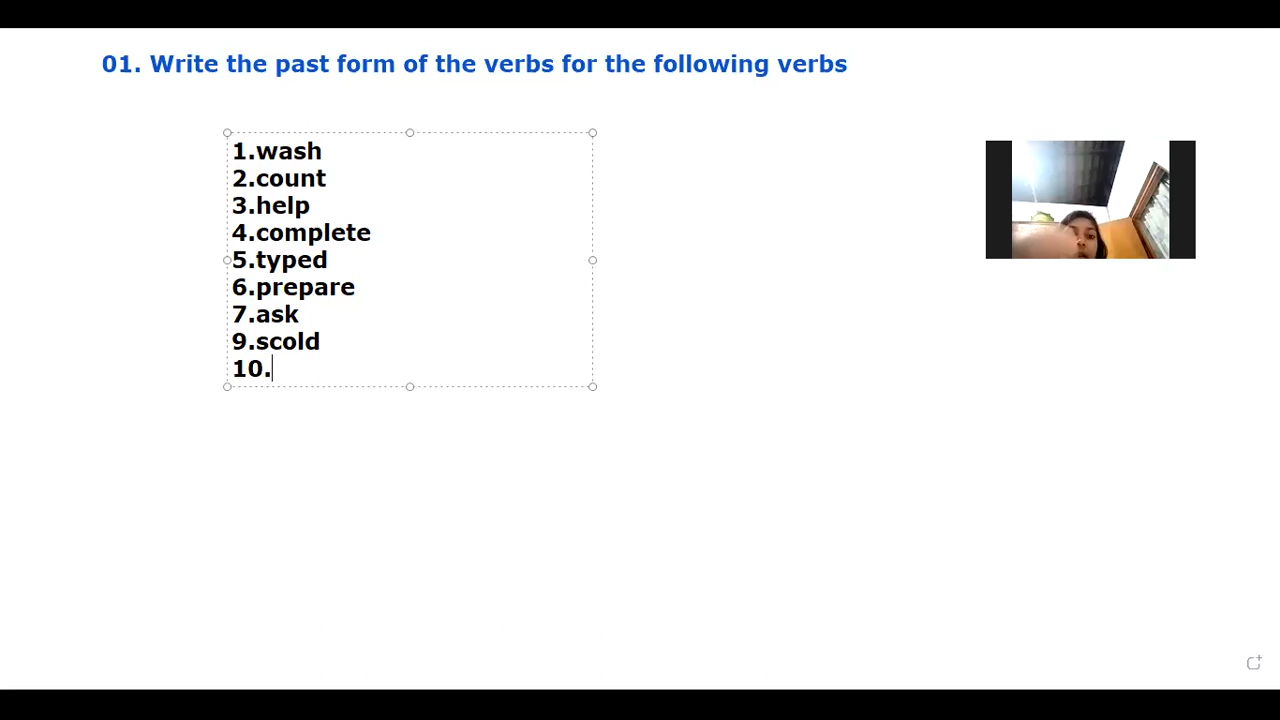 01. Write the past form of the verbs for the following verbs
1.wash
2.count
3.help
4.complete
5.typed
6.prepare
7.ask
9.scold
10.